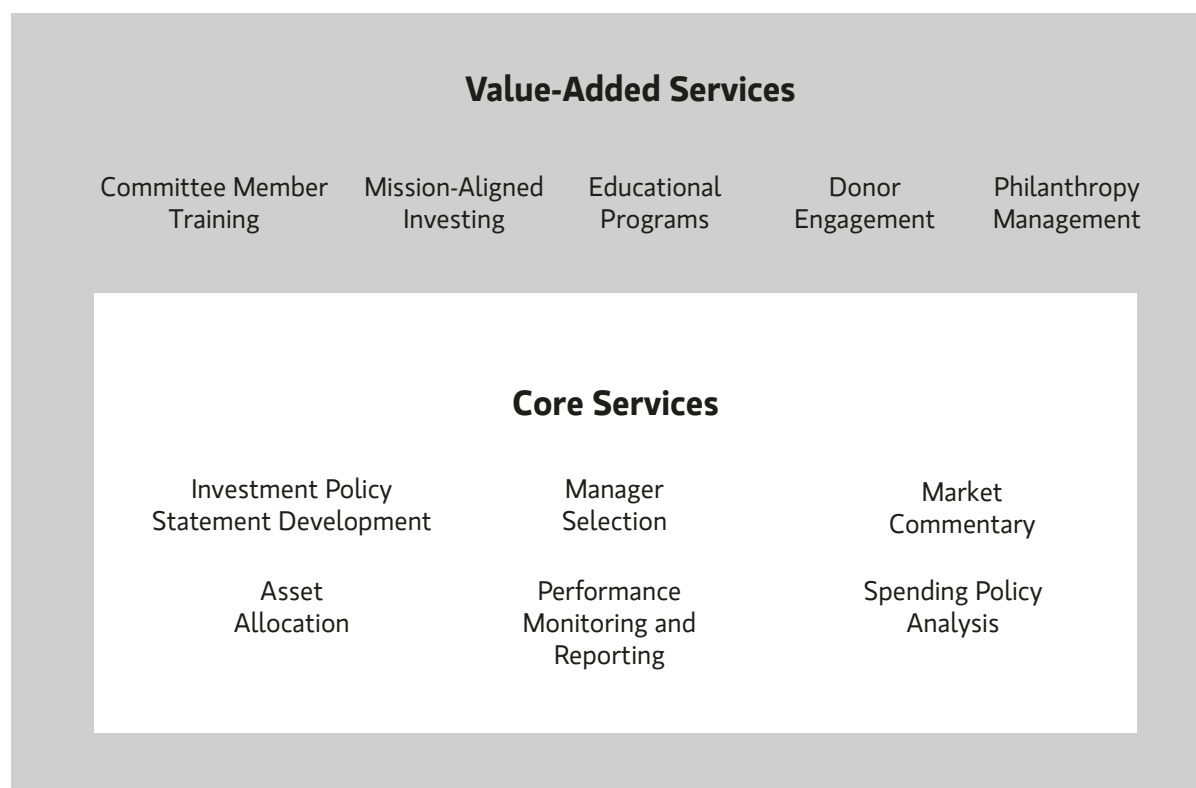 Value-Added Services
Committee Member
Training
Mission-Aligned
Investing
Educational
Programs
Donor
Engagement
Philanthropy
Management
Core Services
Investment Policy
Statement Development
Manager
Selection
Market
Commentary
Asset
Allocation
Performance
Monitoring and
Reporting
Spending Policy
Analysis